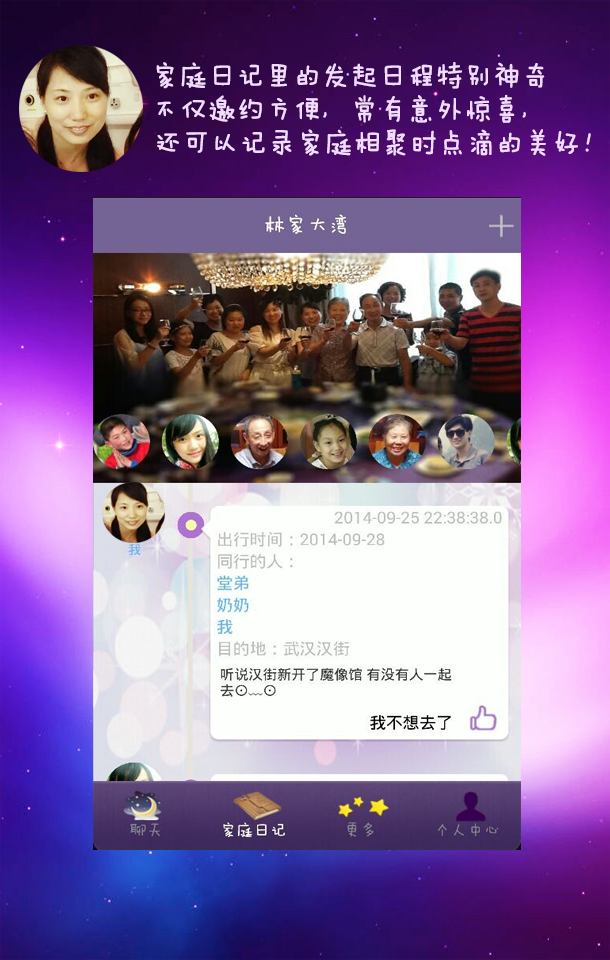 家庭日记里的发起日程特别神奇
不仅邀约方便，常有意外惊喜，
还可以记录家庭相聚时点滴的美好！
林家大湾
我
2014-09-25 22:38:38.0
出行时间：2014-09-28
同行的人：
堂弟
奶奶
我
目的地：武汉汉街
听说汉街新开了魔像馆 有没有人一起
去⊙﹏⊙
我不想去了
聊天
家庭日记
更多
个人中心